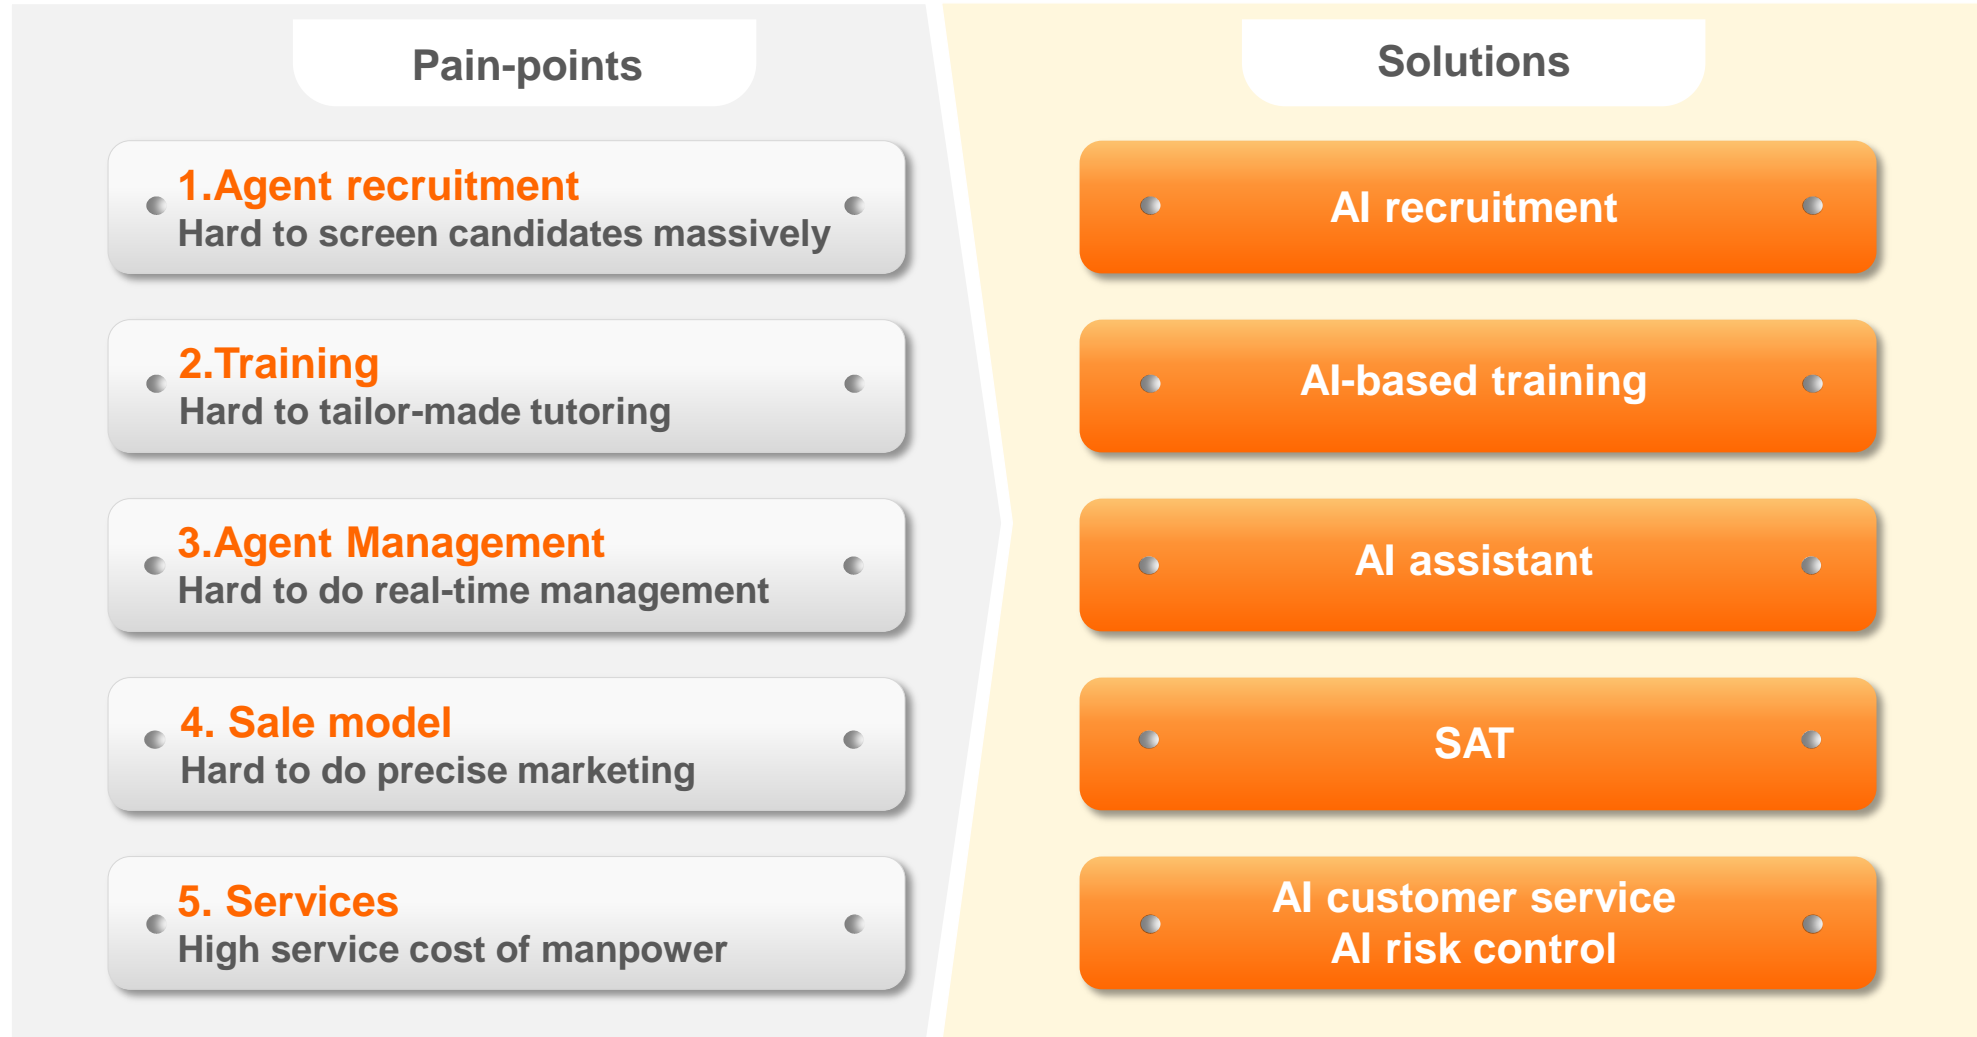 Pain-points
1.Agent recruitment
Hard to screen candidates massively
2.Training
Hard to tailor-made tutoring
3.Agent Management
Hard to do real-time management
4. Sale model
Hard to do precise marketing
5. Services
High service cost of manpower
Solutions
AI recruitment
AI-based training
AI assistant
SAT
AI customer service
AI risk control